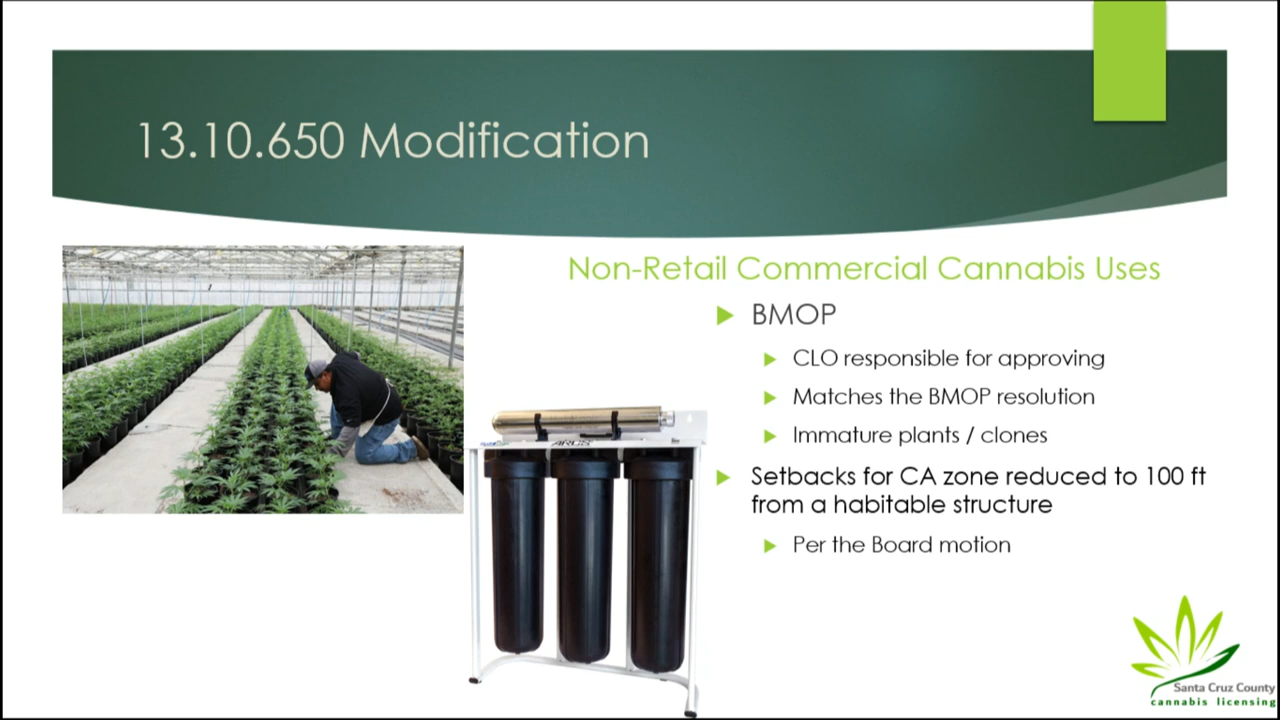 13.10.650 Modification
Non-Retail Commercial Cannabis Uses
BMOP
CLO responsible for approving
Matches the BMOP resolution
Immature plants / clones
Setbacks for CA zone reduced to 100 ft
from a habitable structure
Per the Board motion
Santa Cruz County
cannabis licensing